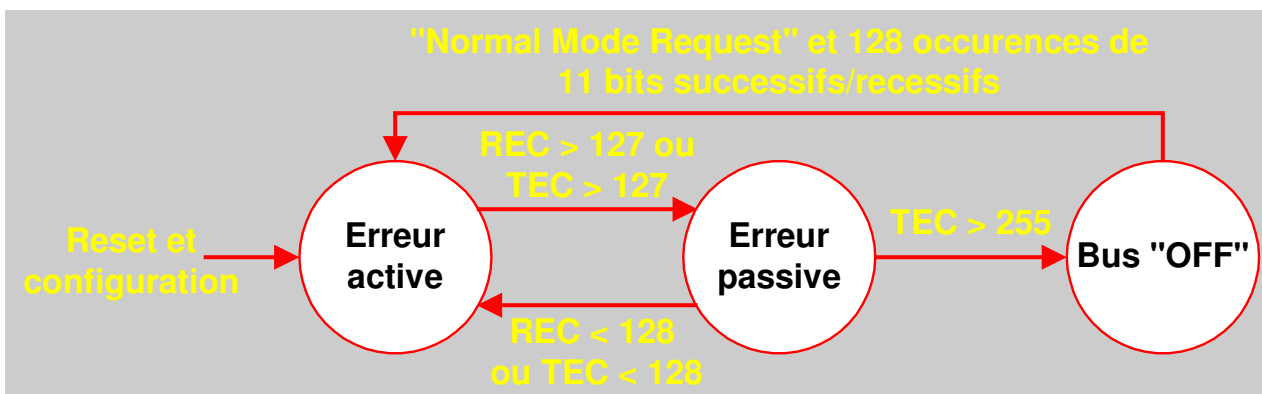 "Normal Mode Request" et 128 occurences de
11 bits successifs/recessifs
REC > 127 ou
TEC > 127
Reset et
configuration
Erreur
active
Erreur
passive
TEC > 255
Bus "OFF"
REC < 128
ou TEC < 128